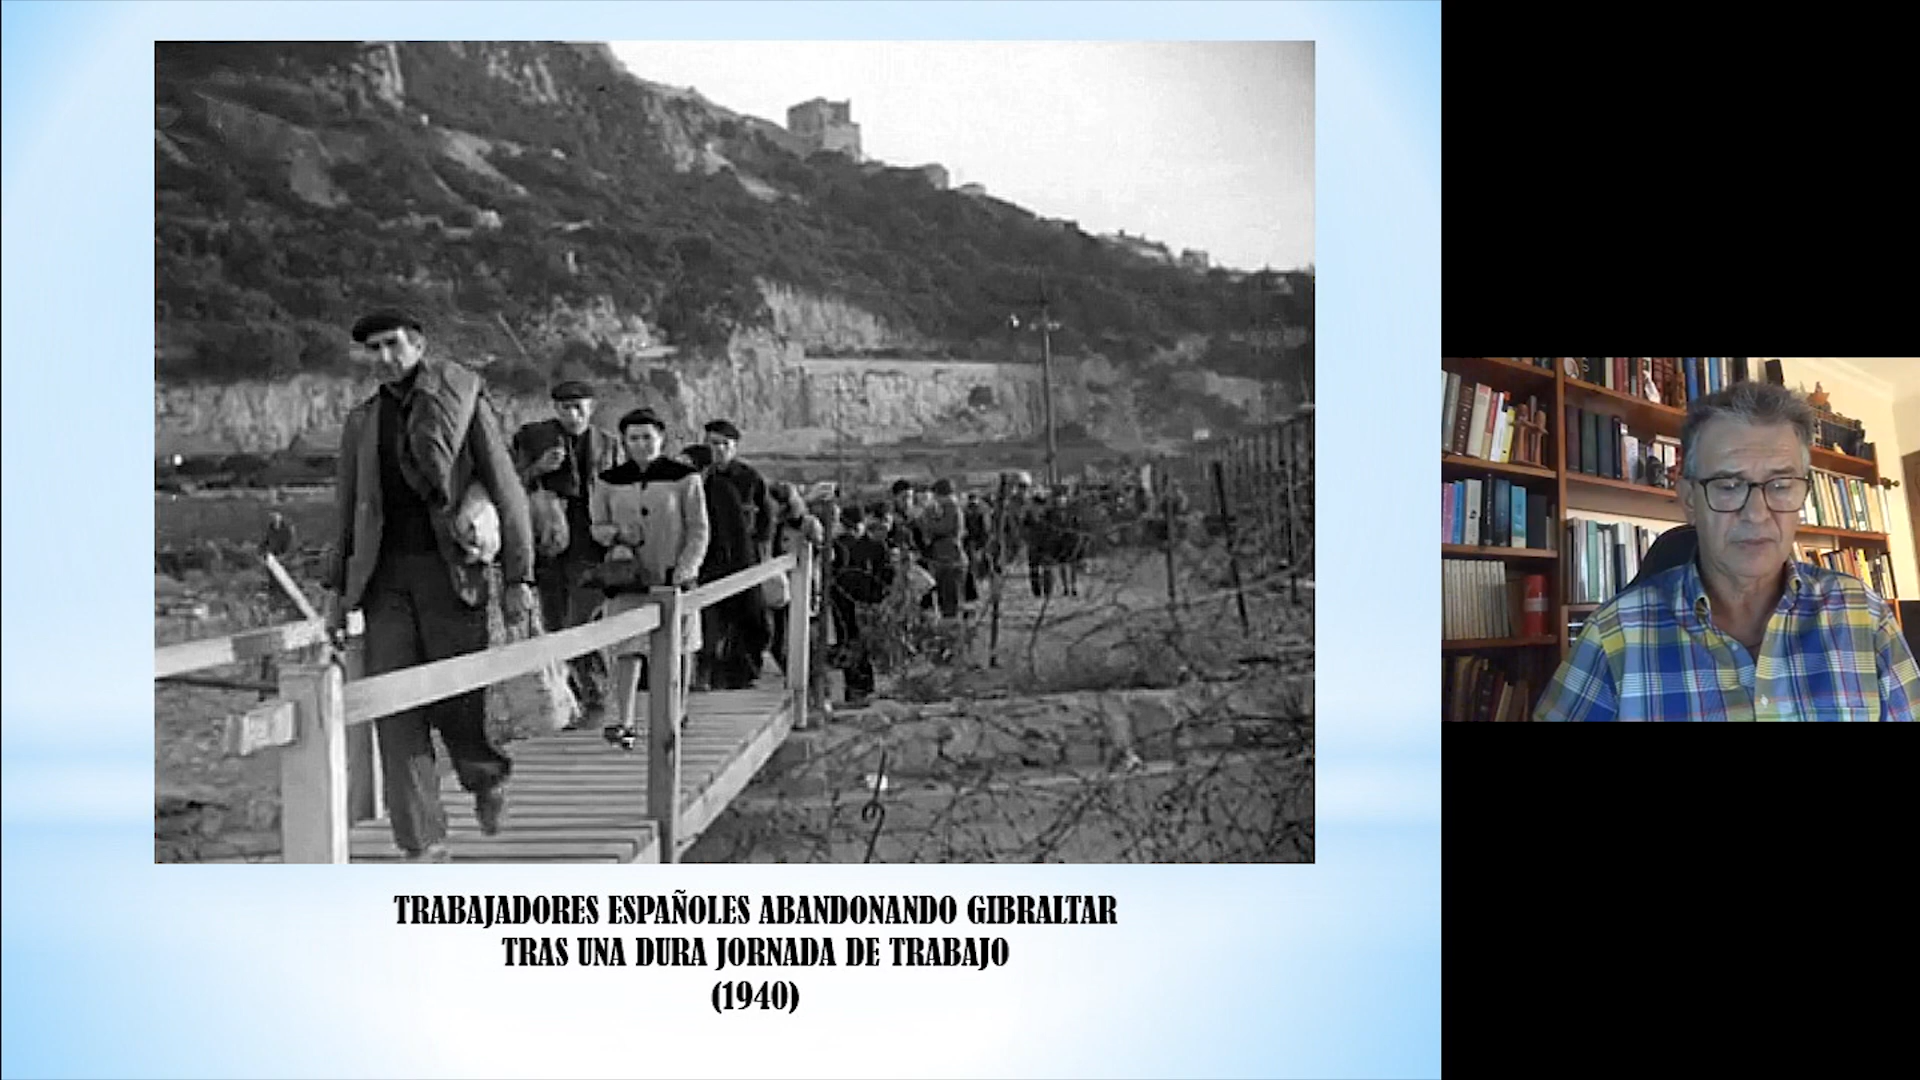 TRABAJADORES ESPAÑOLES ABANDONANDO GIBRALTAR
TRAS UNA DURA JORNADA DE TRABAJO
(1940)